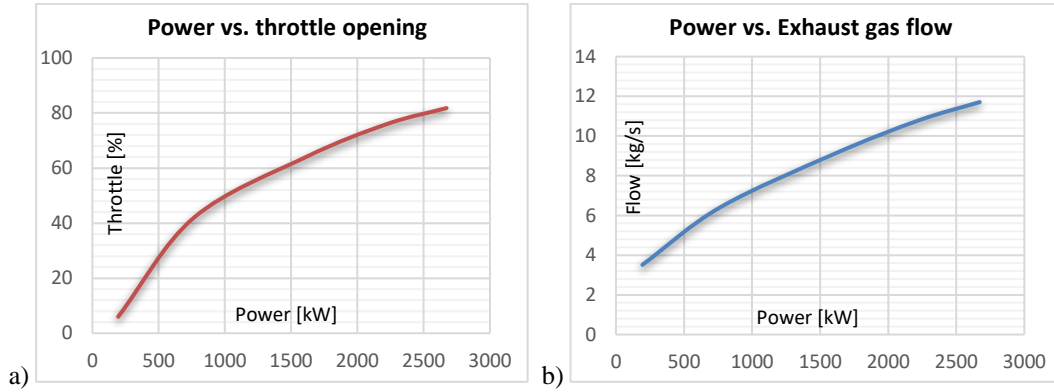 Power vs. throttle opening
100
80
60
40
20
0
Throttle [%]
Power [kW]
0 500 1000 1500 2000 2500 3000
a)
Power vs. Exhaust gas flow
14
12
10
8
6
4
2
0
Flow [kg/s]
Power [kW]
0 500 1000 1500 2000 2500 3000
b)